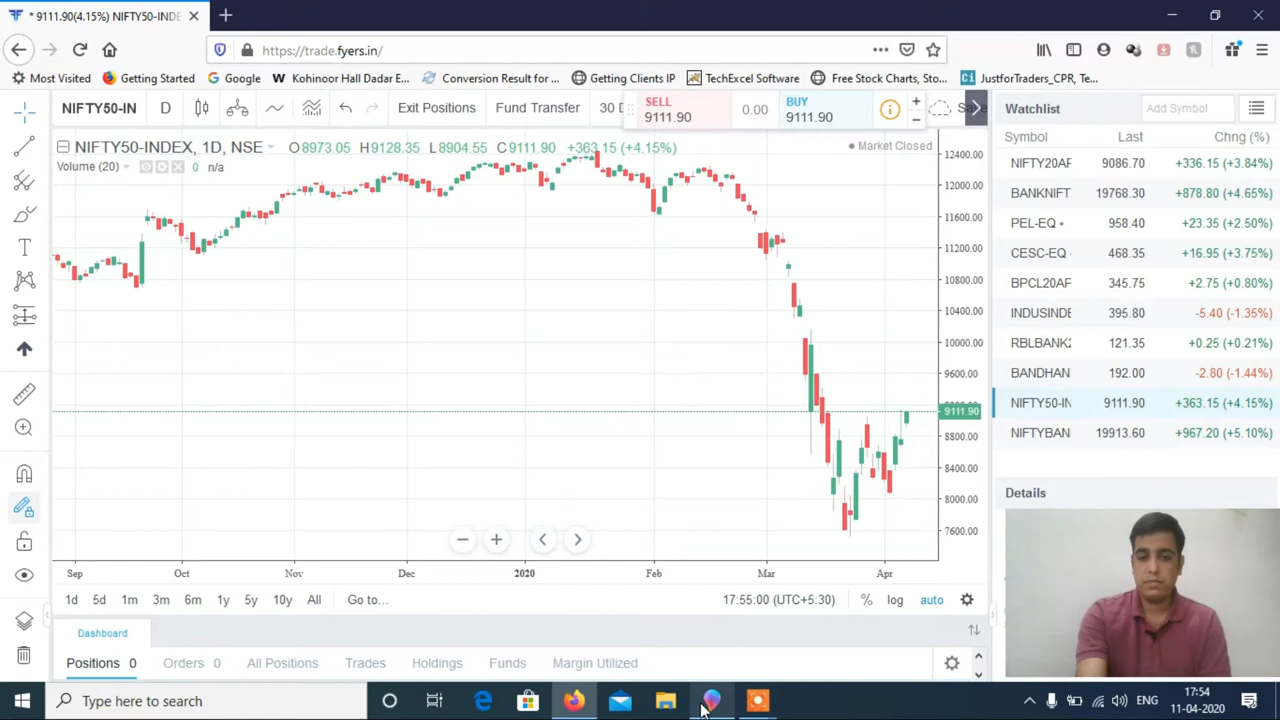 * 9111.90(4.15%) NIFTY50-INDE
https://trade.fyers.in/
Most Visited Getting Started Google Kohinoor Hall Dadar E... Conversion Result for ... Getting Clients IP TechExcel Software Free Stock Charts, Sto... JustforTraders_CPR, Te...
NIFTY50-IN D Exit Positions Fund Transfer 30 D
SELL
9111.90
0.00
BUY
9111.90
NIFTY50-INDEX, 1D, NSE O8973.05 H9128.35 L8904.55 C9111.90 +363.15 (+4.15%) Market Closed
Volume (20) 0 n/a
12400.00
12000.00
11600.00
11200.00
10800.00
10400.00
10000.00
9600.00
9111.90
8800.00
8400.00
8000.00
7600.00
Sep Oct Nov Dec 2020 Feb Mar Apr
1d 5d 1m 3m 6m 1y 5y 10y All Go to... 17:55:00 (UTC+5:30) % log auto
Dashboard
Positions 0 Orders 0 All Positions Trades Holdings Funds Margin Utilized
Watchlist Add Symbol
Symbol Last Chng (%)
NIFTY20AP 9086.70 +336.15 (+3.84%)
BANKNIFT 19768.30 +878.80 (+4.65%)
PEL-EQ 958.40 +23.35 (+2.50%)
CESC-EQ 468.35 +16.95 (+3.75%)
BPCL20AP 345.75 +2.75 (+0.80%)
INDUSINDE 395.80 -5.40 (-1.35%)
RBLBANK2 121.35 +0.25 (+0.21%)
BANDHAN 192.00 -2.80 (-1.44%)
NIFTY50-IN 9111.90 +363.15 (+4.15%)
NIFTYBAN 19913.60 +967.20 (+5.10%)
Details
Type here to search
ENG
17:54
11-04-2020